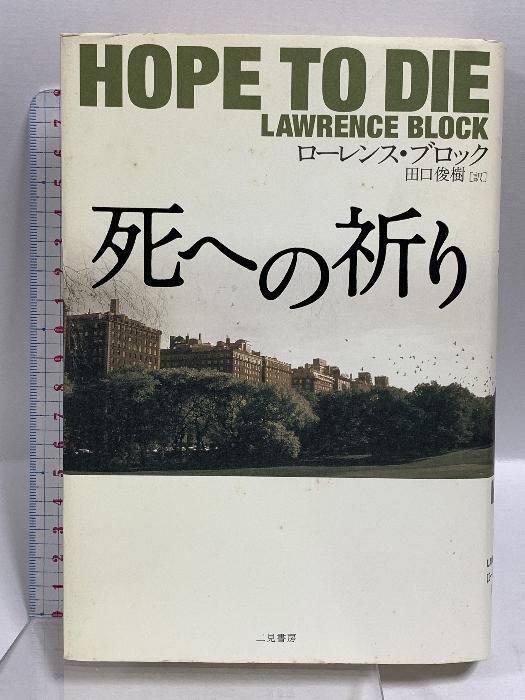 HOPE TO DIE
LAWRENCE BLOCK
ローレンス・ブロック
田口俊樹[訳]
死への祈り
二見書房